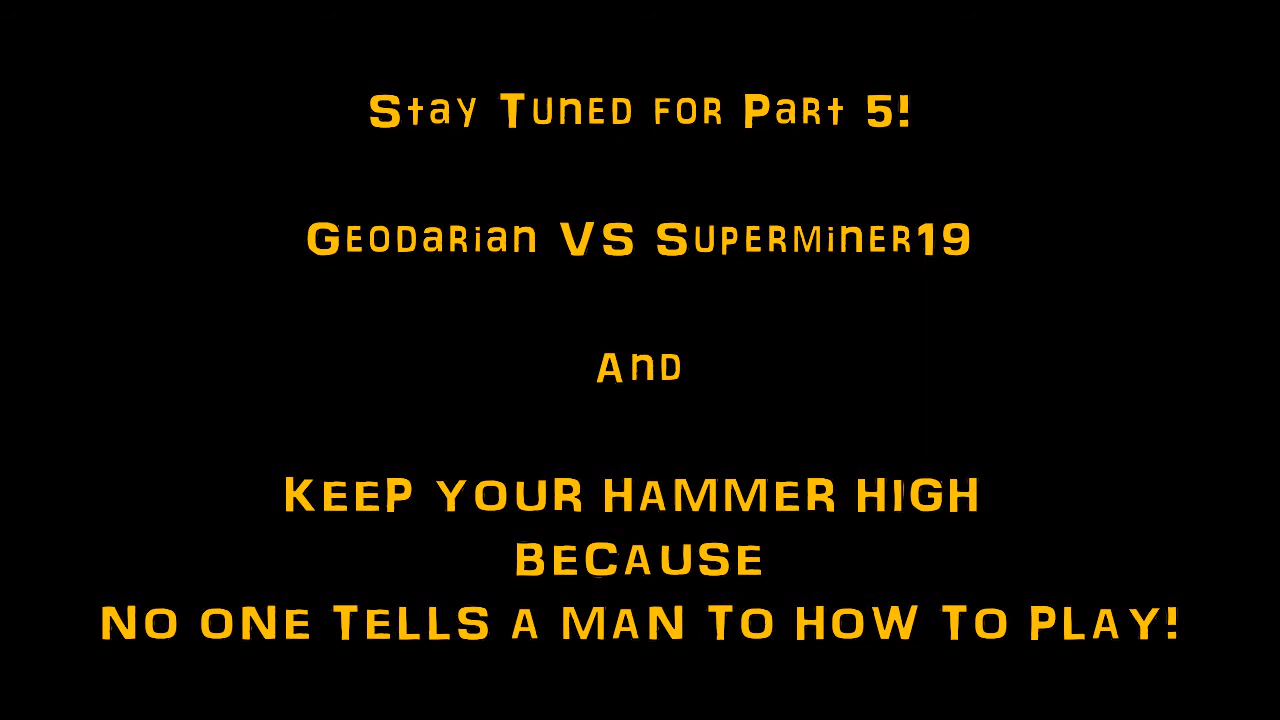 Stay Tuned for Part 5!
Geodarian VS Superminer19
And
KEEP YOUR HAMMER HIGH
BECAUSE
NO ONE TELLS A MAN TO HOW TO PLAY!